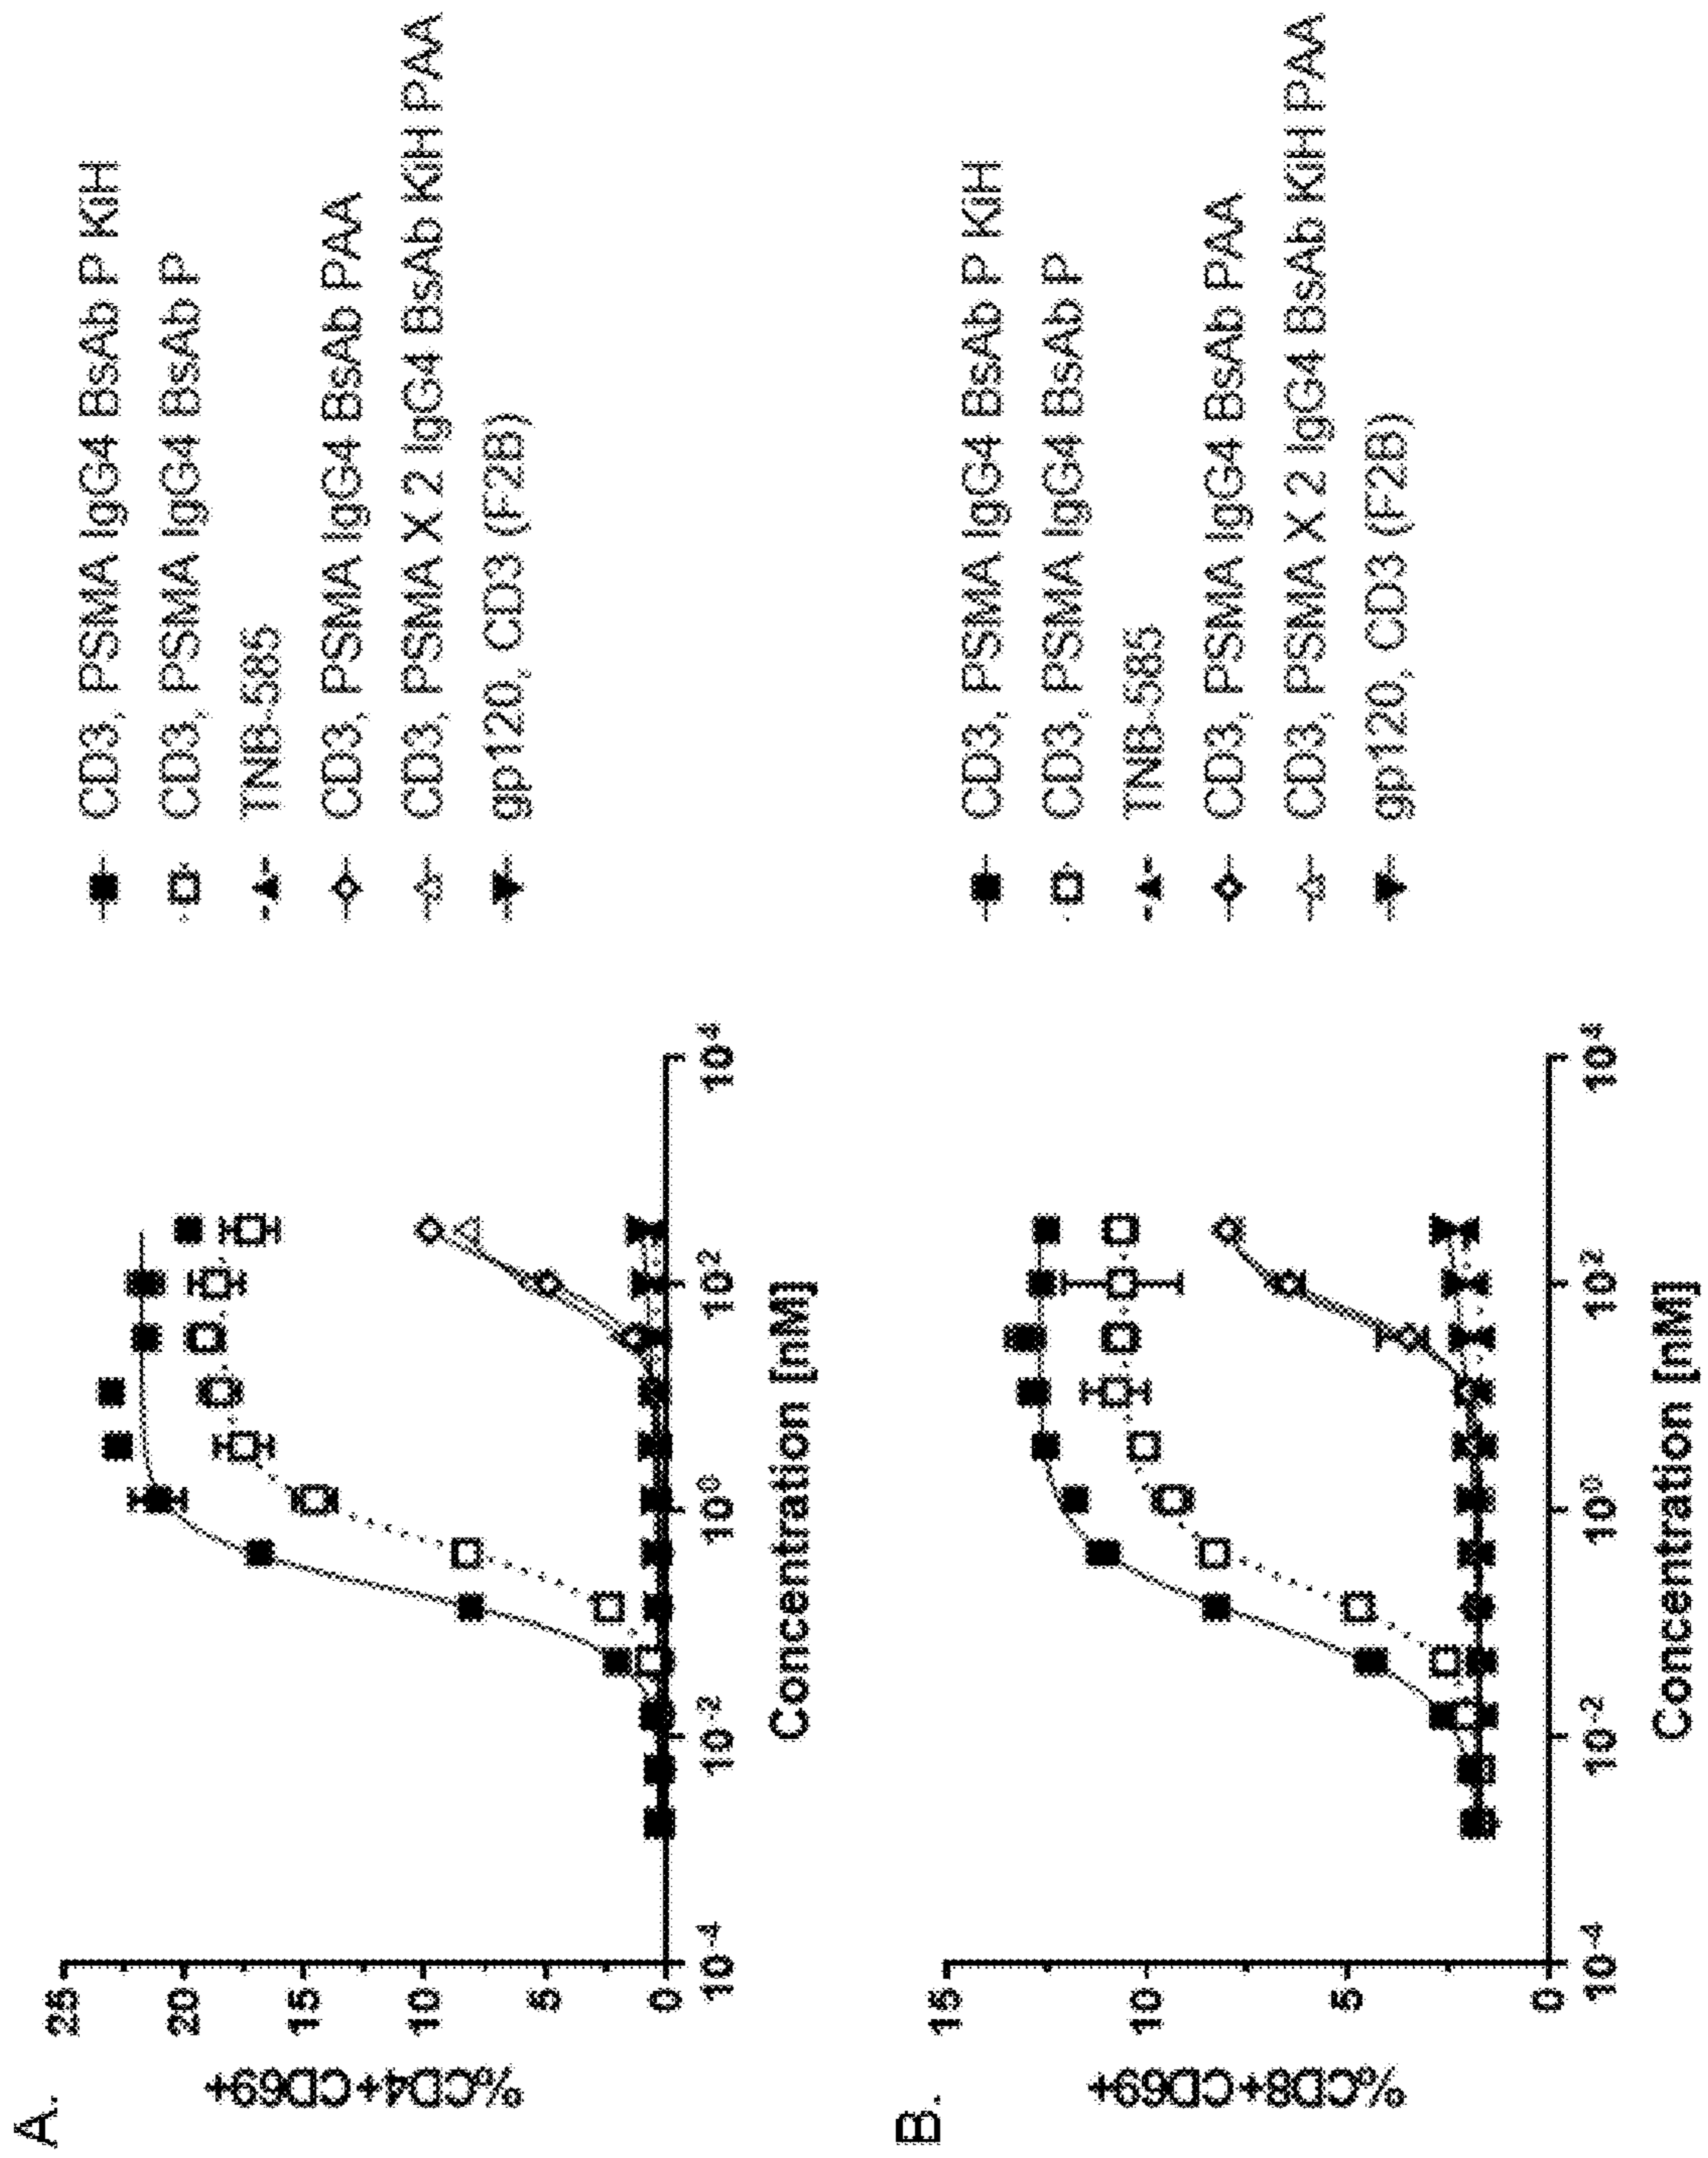 A.
%CD4+CD69+
25
20
15
10
5
0
10-4
10-2
100
102
104
Concentration [nM]
CD3, PSMA IgG4 BsAb P KiH
CD3, PSMA IgG4 BsAb P
TNB-585
CD3, PSMA IgG4 BsAb PAA
CD3, PSMA X 2 IgG4 BsAb KiH PAA
gp120, CD3 (F2B)
B.
%CD8+CD69+
15
10
5
0
10-4
10-2
100
102
104
Concentration [nM]
CD3, PSMA IgG4 BsAb P KiH
CD3, PSMA IgG4 BsAb P
TNB-585
CD3, PSMA IgG4 BsAb PAA
CD3, PSMA X 2 IgG4 BsAb KiH PAA
gp120, CD3 (F2B)